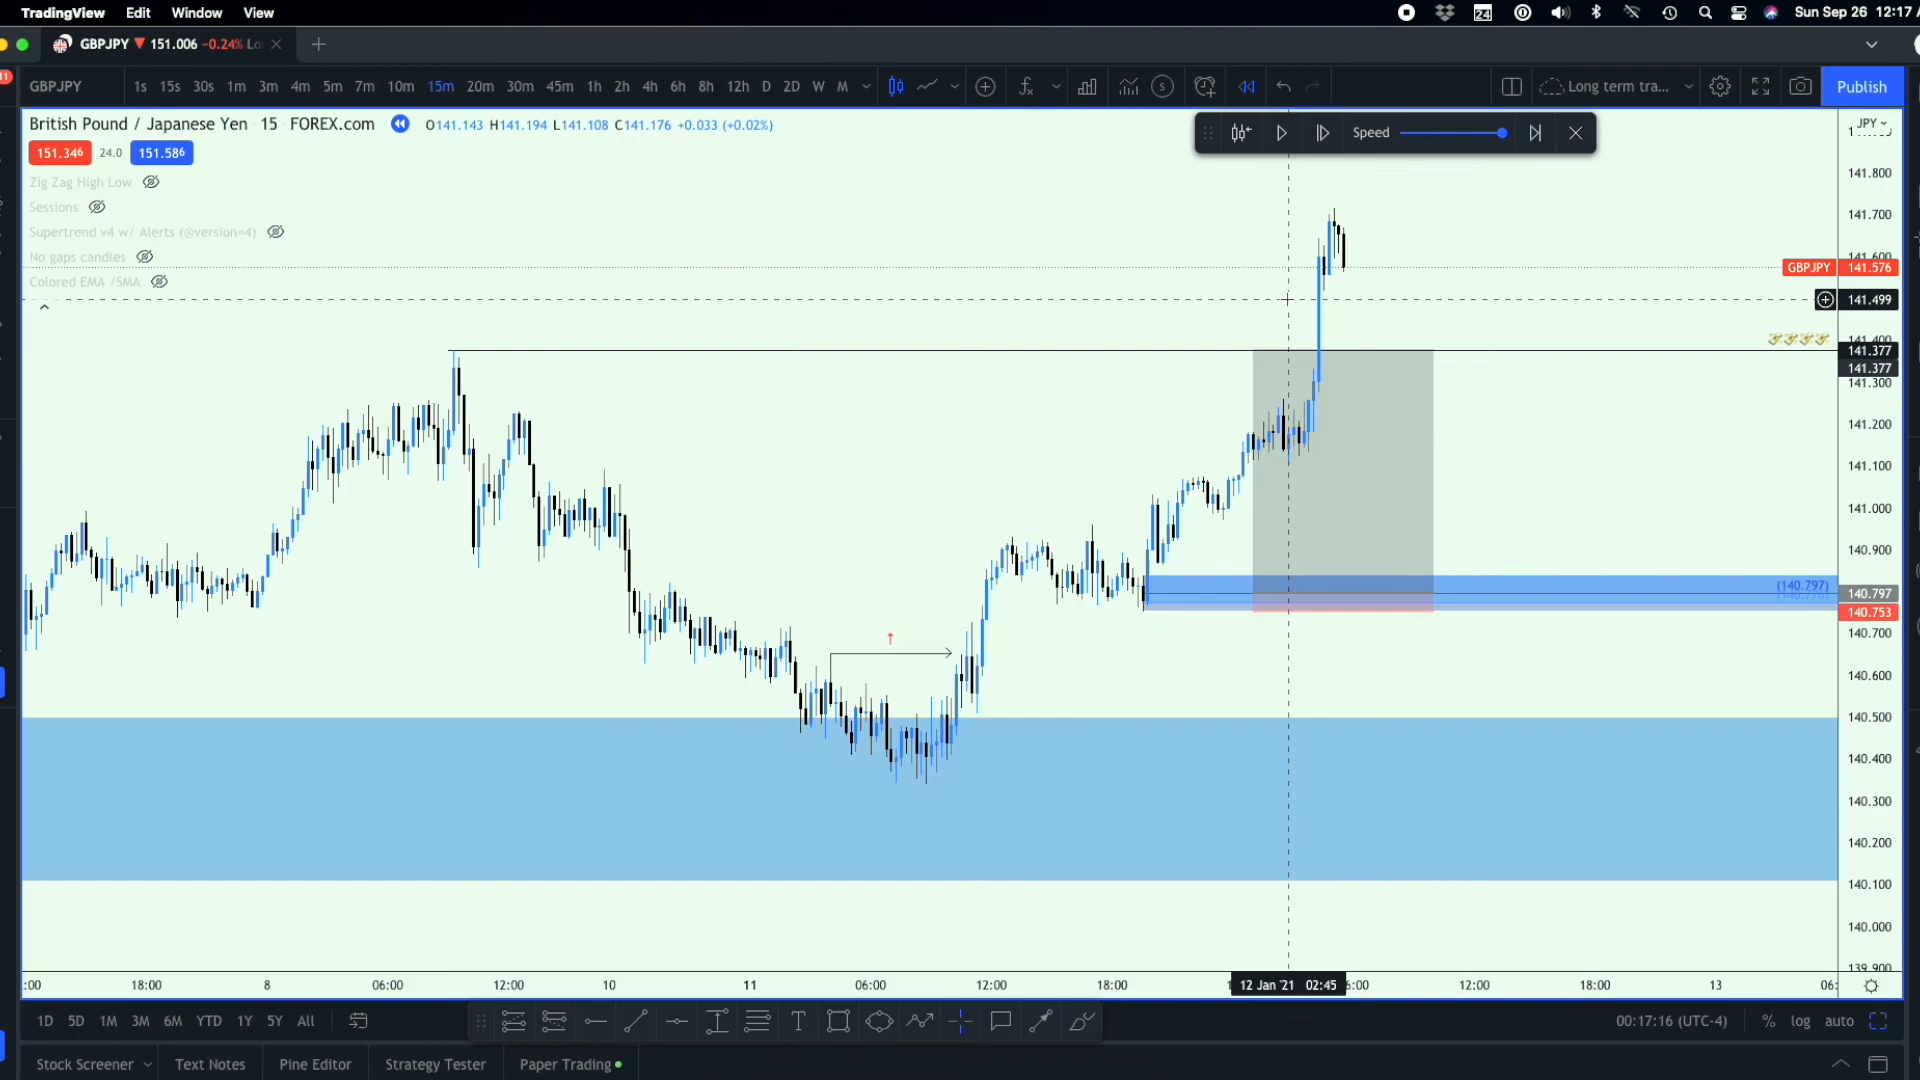 TradingView Edit Window View 24 Sun Sep 26 12:17
GBPJPY ▼ 151.006 -0.24% Lo
11
GBPJPY 1s 15s 30s 1m 3m 4m 5m 7m 10m 15m 20m 30m 45m 1h 2h 4h 6h 8h 12h D 2D W M Long term tra... Publish
British Pound / Japanese Yen 15 FOREX.com O141.143 H141.194 L141.108 C141.176 +0.033 (+0.02%)
Speed
JPY
151.346 24.0 151.586
141.800
Zig Zag High Low
Sessions
141.700
Supertrend v4 w/ Alerts (@version=4)
No gaps candles
GBPJPY 141.576
Colored EMA /SMA
141.499
141.377
141.377
141.300
141.200
141.100
141.000
140.900
(140.797)
140.797
140.753
140.700
140.600
140.500
140.400
140.300
140.200
140.100
140.000
139.900
:00 18:00 8 06:00 12:00 10 11 06:00 12:00 18:00 12 Jan '21 02:45 6:00 12:00 18:00 13 06:
1D 5D 1M 3M 6M YTD 1Y 5Y All 00:17:16 (UTC-4) % log auto
Stock Screener Text Notes Pine Editor Strategy Tester Paper Trading